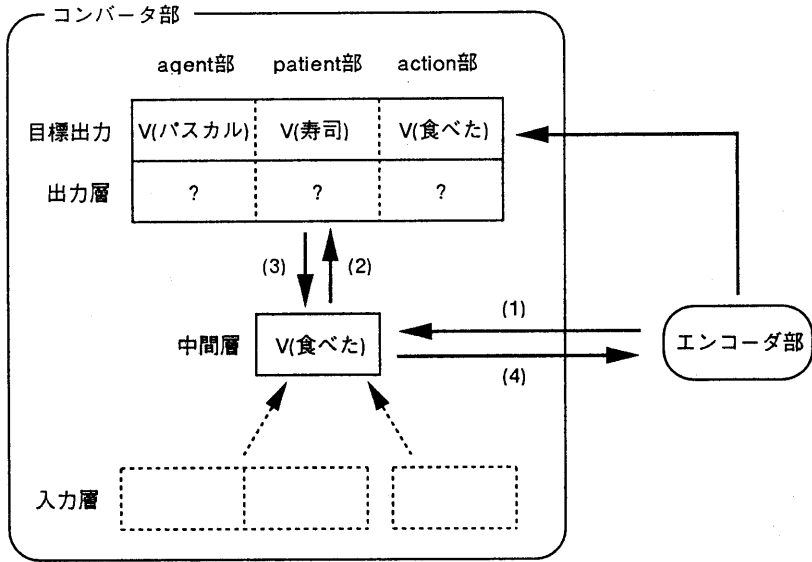 コンバータ部
agent部 patient部 action部
目標出力 V(パスカル) V(寿司) V(食べた)
出力層 ? ? ?
(3) (2)
(1)
中間層 V(食べた) エンコーダ部
(4)
入力層